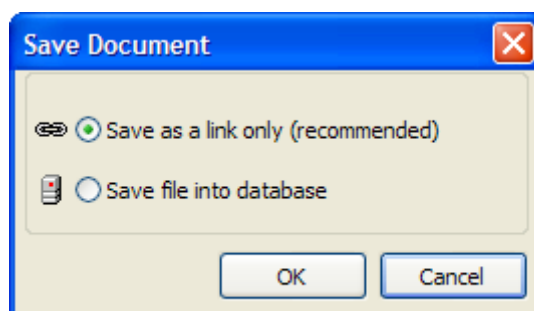 Save Document
Save as a link only (recommended)
Save file into database
OK
Cancel